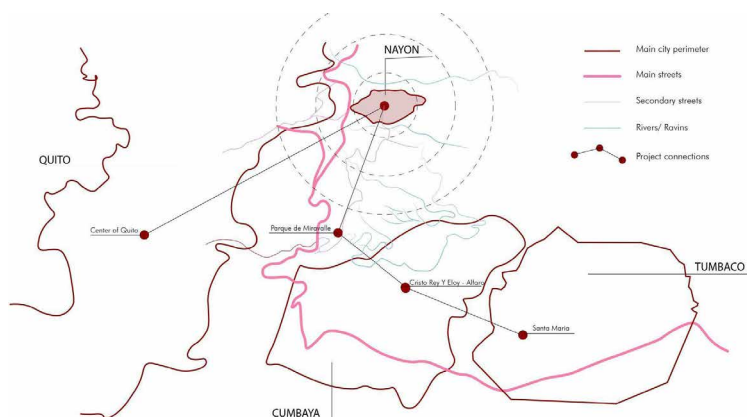 NAYON
Main city perimeter
Main streets
Secondary streets
Rivers/ Ravins
Project connections
QUITO
Center of Quito
Parque de Miravalle
TUMBACO
Cristo Rey Y Eloy - Alfaro
Santa Maria
CUMBAYA